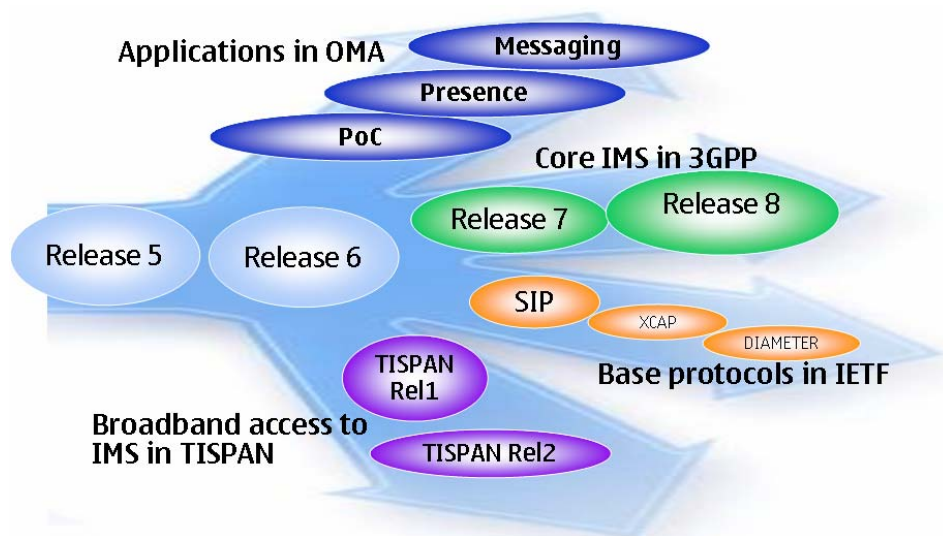 Applications in OMA
Messaging
Presence
PoC
Core IMS in 3GPP
Release 7
Release 8
Release 5
Release 6
SIP
XCAP
DIAMETER
Base protocols in IETF
TISPAN
Rel1
Broadband access to
IMS in TISPAN
TISPAN Rel2